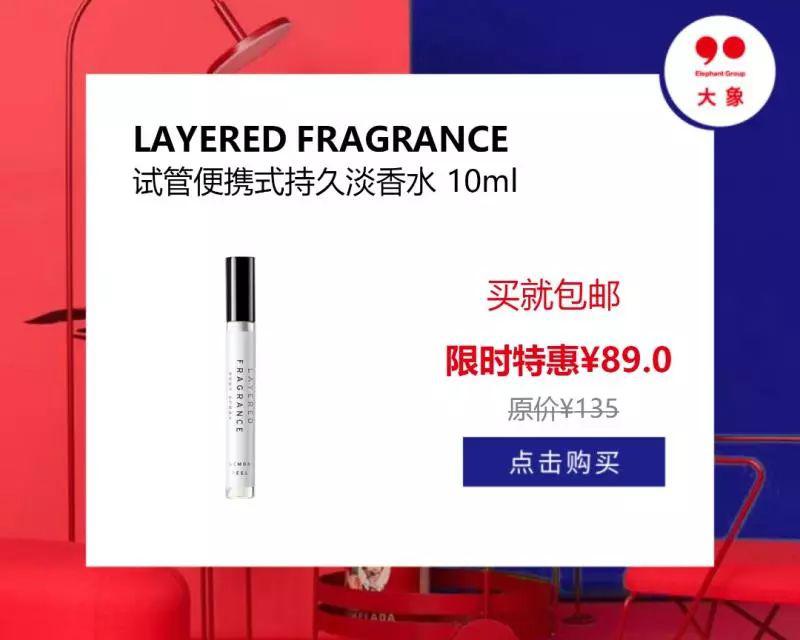 Elephant Group
大象
LAYERED FRAGRANCE
试管便携式持久淡香水 10ml
买就包邮
限时特惠¥89.0
原价¥135
点击购买
LAYERED
FRAGRANCE
BODY SPRAY
LEMON
PEEL